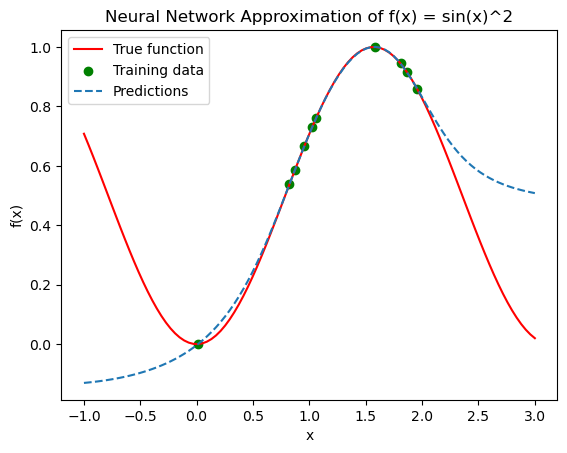 Neural Network Approximation of f(x) = sin(x)^2
True function
Training data
Predictions
f(x)
1.0
0.8
0.6
0.4
0.2
0.0
-1.0 -0.5 0.0 0.5 1.0 1.5 2.0 2.5 3.0
x